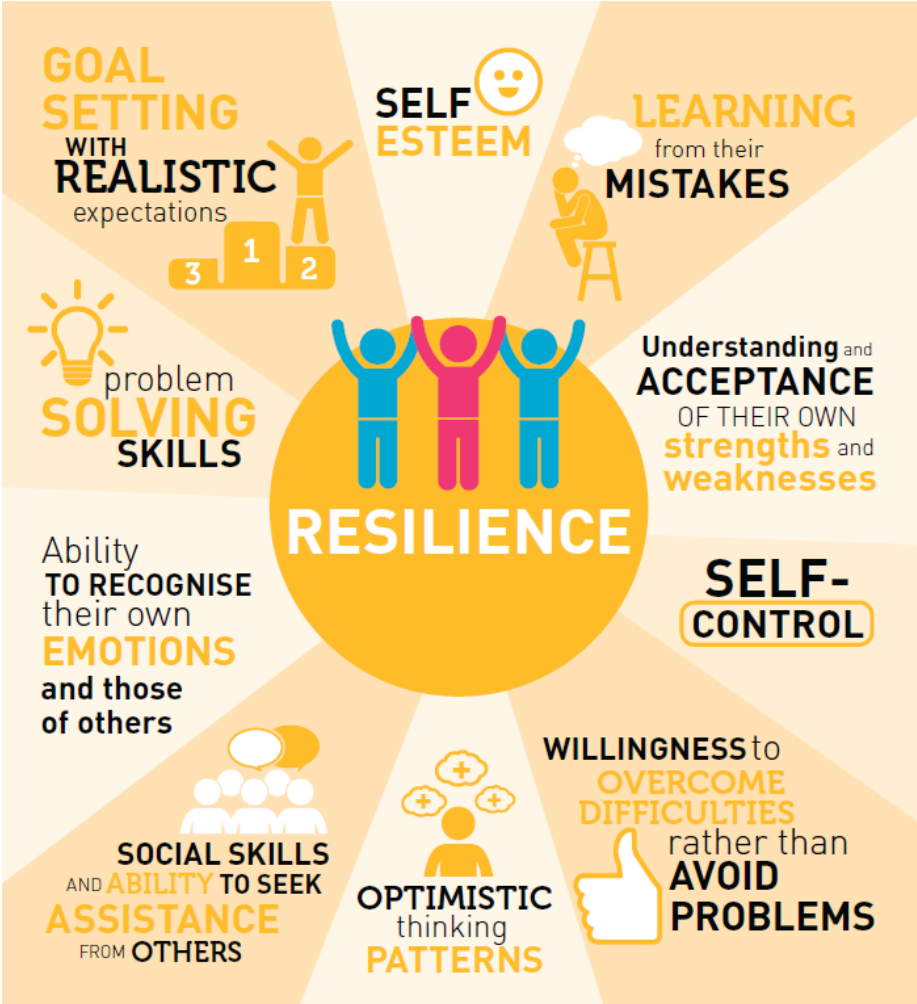 GOAL
SETTING
WITH
REALISTIC
expectations
1
2
3
SELF
ESTEEM
LEARNING
from their
MISTAKES
Understanding and
ACCEPTANCE
OF THEIR OWN
strengths and
weaknesses
SELF-
CONTROL
WILLINGNESS to
OVERCOME
DIFFICULTIES
rather than
AVOID
PROBLEMS
OPTIMISTIC
thinking
PATTERNS
SOCIAL SKILLS
AND ABILITY TO SEEK
ASSISTANCE
FROM OTHERS
Ability
TO RECOGNISE
their own
EMOTIONS
and those
of others
problem
SOLVING
SKILLS
RESILIENCE